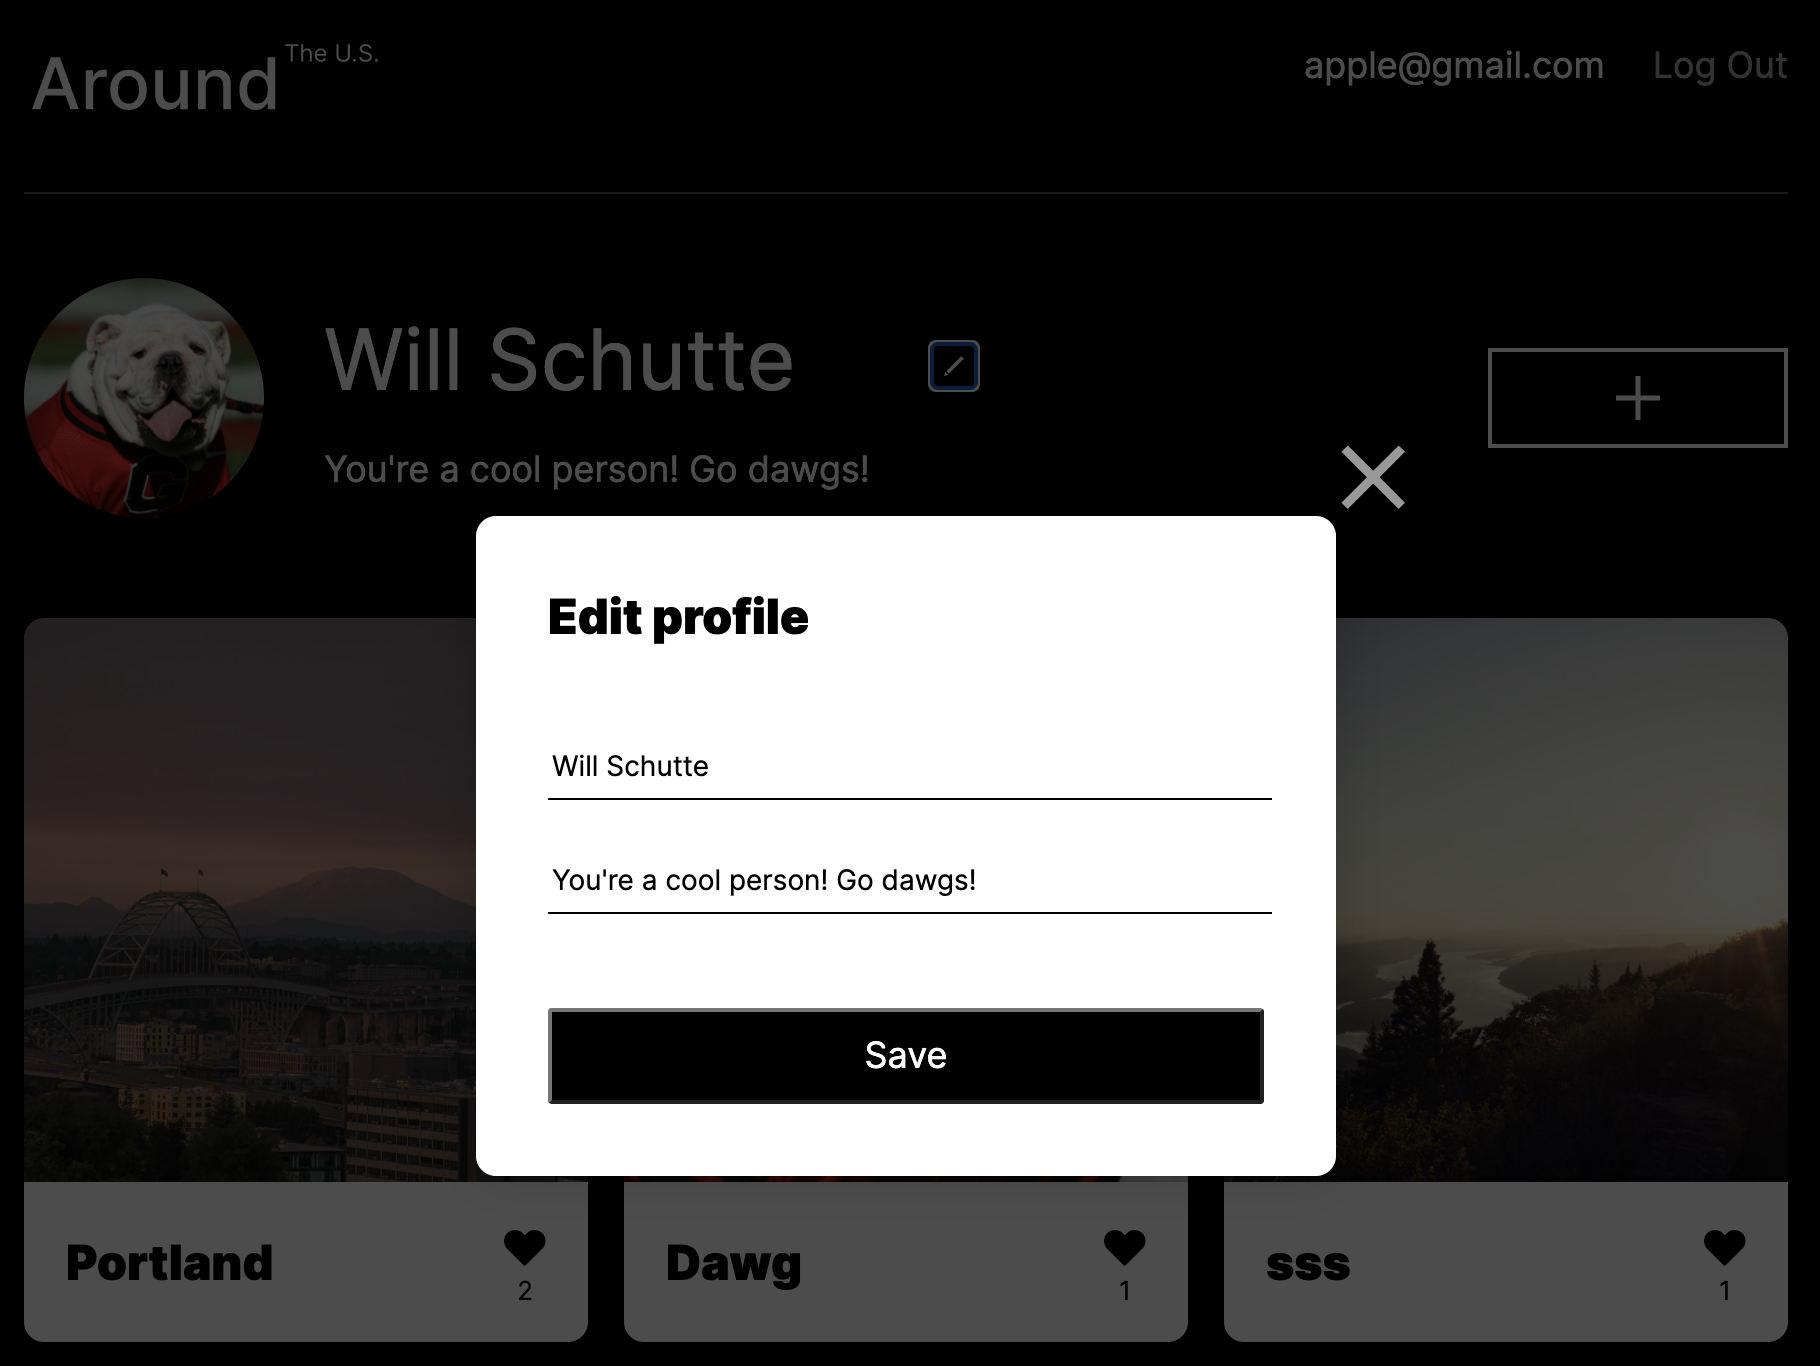 Around The U.S.
apple@gmail.com Log Out
Will Schutte
You're a cool person! Go dawgs!
Edit profile
Will Schutte
You're a cool person! Go dawgs!
Save
Portland
2
Dawg
1
sss
1